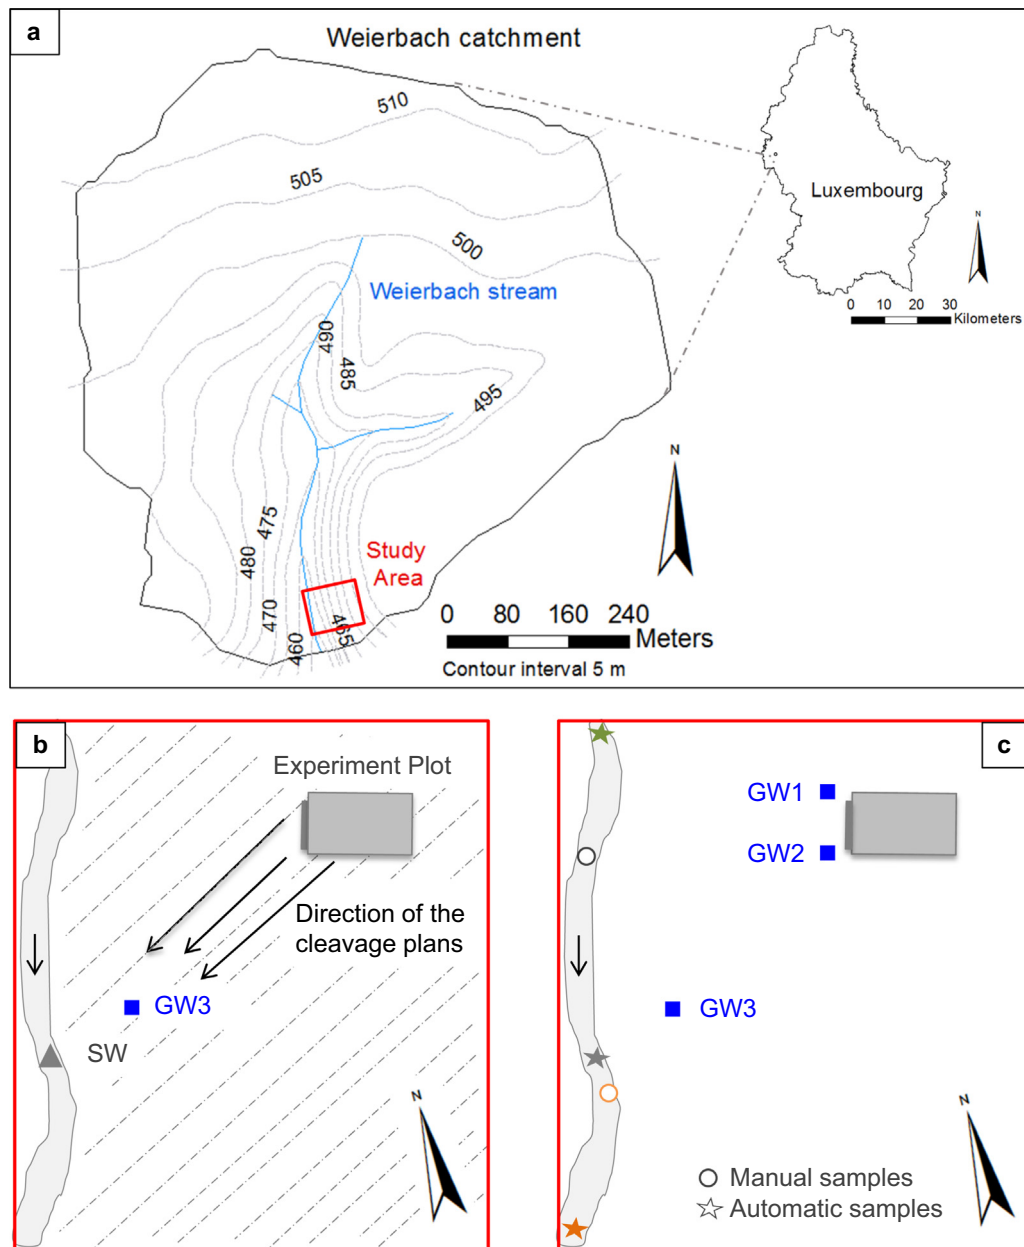 a
Weierbach catchment
510
505
500
Luxembourg
N
0 10 20 30
Kilometers
Weierbach stream
490
485
495
N
475
480
470
460
465
Study
Area
0 80 160 240
Meters
Contour interval 5 m
b
Experiment Plot
Direction of the
cleavage plans
GW3
SW
N
c
GW1
GW2
GW3
N
Manual samples
Automatic samples